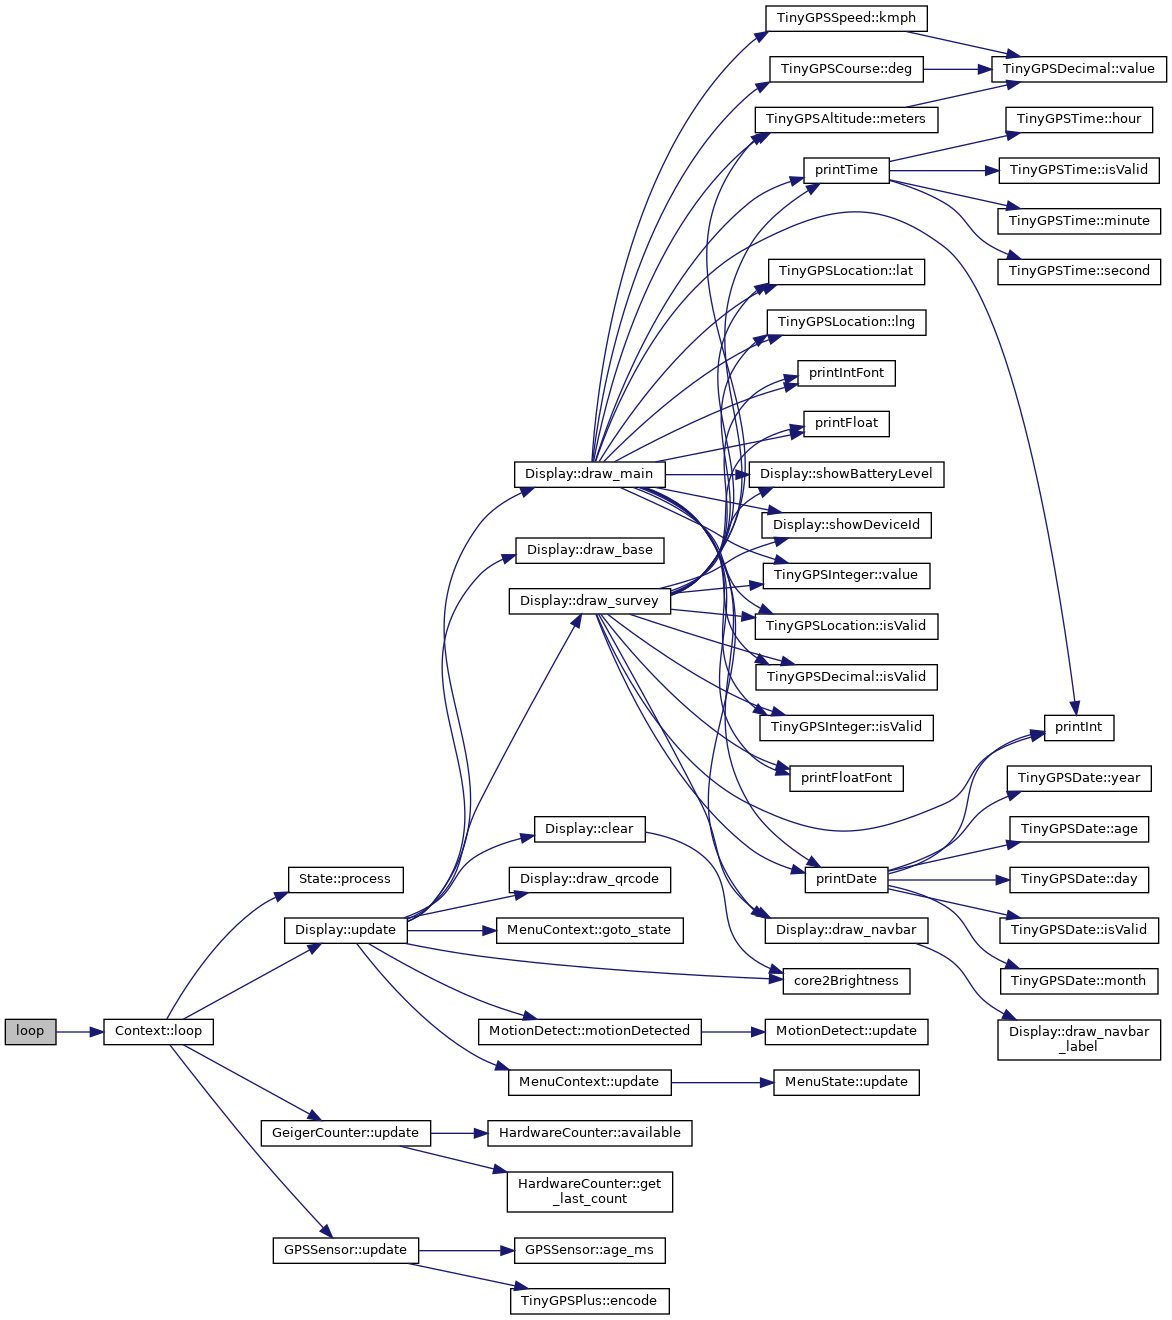 TinyGPSSpeed::kmph
TinyGPSCourse::deg
TinyGPSDecimal::value
TinyGPSAltitude::meters
TinyGPSTime::hour
printTime
TinyGPSTime::isValid
TinyGPSTime::minute
TinyGPSLocation::lat
TinyGPSTime::second
TinyGPSLocation::lng
printIntFont
printFloat
Display::draw_main
Display::showBatteryLevel
Display::showDeviceId
Display::draw_base
TinyGPSInteger::value
Display::draw_survey
TinyGPSLocation::isValid
TinyGPSDecimal::isValid
TinyGPSInteger::isValid
printInt
printFloatFont
TinyGPSDate::year
Display::clear
TinyGPSDate::age
State::process
Display::draw_qrcode
printDate
TinyGPSDate::day
Display::update
MenuContext::goto_state
Display::draw_navbar
TinyGPSDate::isValid
core2Brightness
TinyGPSDate::month
loop
Context::loop
MotionDetect::motionDetected
MotionDetect::update
Display::draw_navbar
_label
MenuContext::update
MenuState::update
GeigerCounter::update
HardwareCounter::available
HardwareCounter::get
_last_count
GPSSensor::update
GPSSensor::age_ms
TinyGPSPlus::encode